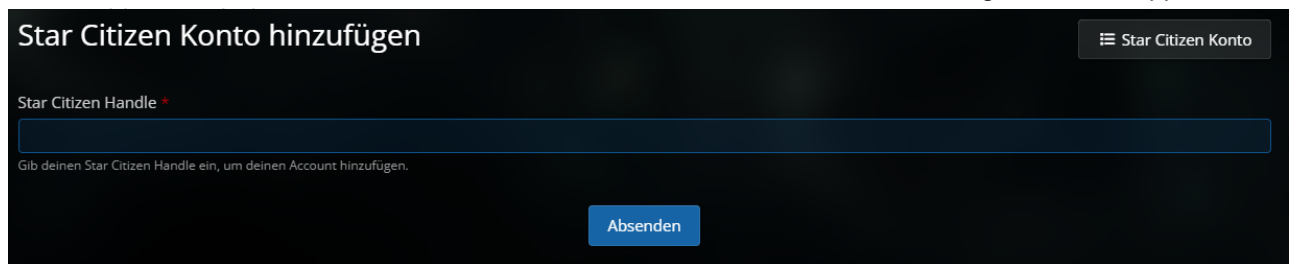 Star Citizen Konto hinzufügen
Star Citizen Konto
Star Citizen Handle *
Gib deinen Star Citizen Handle ein, um deinen Account hinzufügen.
Absenden